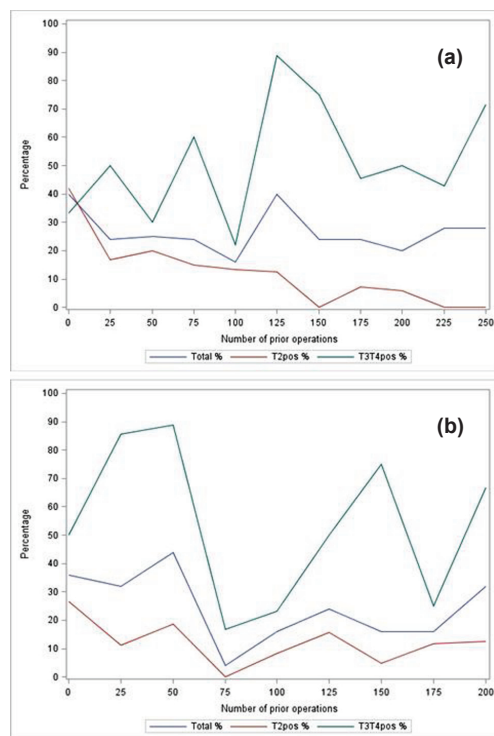 100
(a)
90
80
70
60
50
40
30
20
10
0
Percentage
0 25 50 75 100 125 150 175 200 225 250
Number of prior operations
Total % T2pos % T3T4pos %
100
(b)
90
80
70
60
50
40
30
20
10
0
Percentage
0 25 50 75 100 125 150 175 200
Number of prior operations
Total % T2pos % T3T4pos %